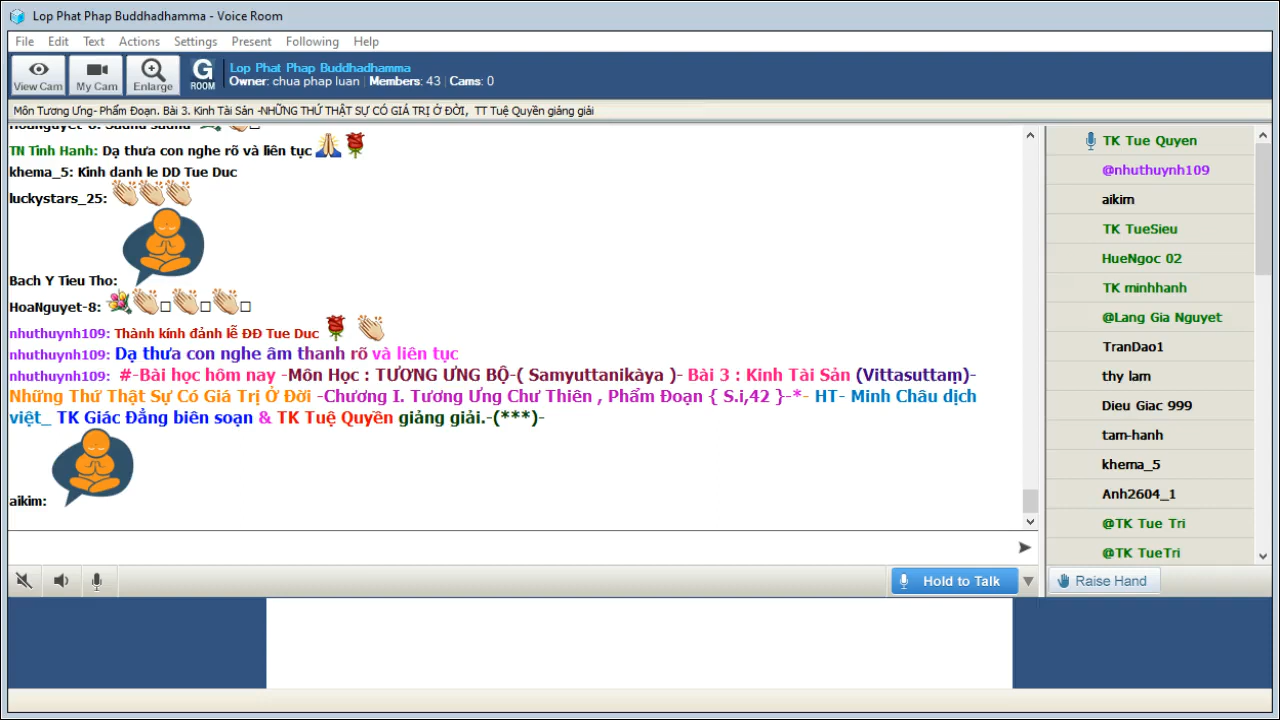 Lop Phat Phap Buddhadhamma - Voice Room
File Edit Text Actions Settings Present Following Help
View Cam My Cam Enlarge G ROOM
Lop Phat Phap Buddhadhamma
Owner: chua phap luan Members: 43 Cams: 0
Môn Tương Ưng- Phẩm Đoạn. Bài 3. Kinh Tài Sản -NHỮNG THỨ THẬT SỰ CÓ GIÁ TRỊ Ở ĐỜI, TT Tuệ Quyền giảng giải
HoaNguyet-8: Sadhu sadhu
TN Tinh Hanh: Dạ thưa con nghe rõ và liên tục
khema_5: Kinh danh le DD Tue Duc
luckystars_25:
Bach Y Tieu Tho:
HoaNguyet-8:
nhuthuynh109: Thành kính đảnh lễ ĐĐ Tue Duc
nhuthuynh109: Dạ thưa con nghe âm thanh rõ và liên tục
nhuthuynh109: #-Bài học hôm nay -Môn Học : TƯƠNG ƯNG BỘ-( Samyuttanikàya )- Bài 3 : Kinh Tài Sản (Vittasuttam)-
Những Thứ Thật Sự Có Giá Trị Ở Đời -Chương I. Tương Ưng Chư Thiên , Phẩm Đoạn { S.i,42 }-*- HT- Minh Châu dịch
việt_ TK Giác Đẳng biên soạn & TK Tuệ Quyền giảng giải.-(***)-
aikim:
TK Tue Quyen
@nhuthuynh109
aikim
TK TueSieu
HueNgoc 02
TK minhhanh
@Lang Gia Nguyet
TranDao1
thy lam
Dieu Giac 999
tam-hanh
khema_5
Anh2604_1
@TK Tue Tri
@TK TueTri
Hold to Talk
Raise Hand